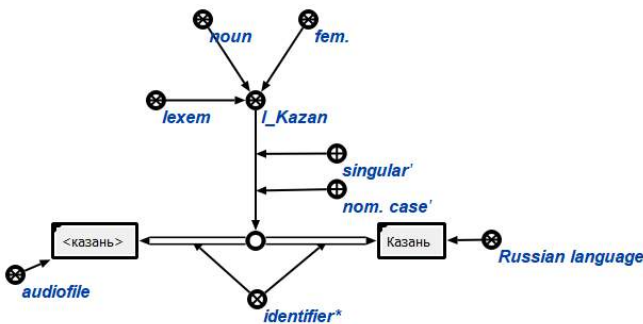 noun
fem.
lexem
l_Kazan
singular'
nom. case'
<казань>
Казань
Russian language
audiofile
identifier*